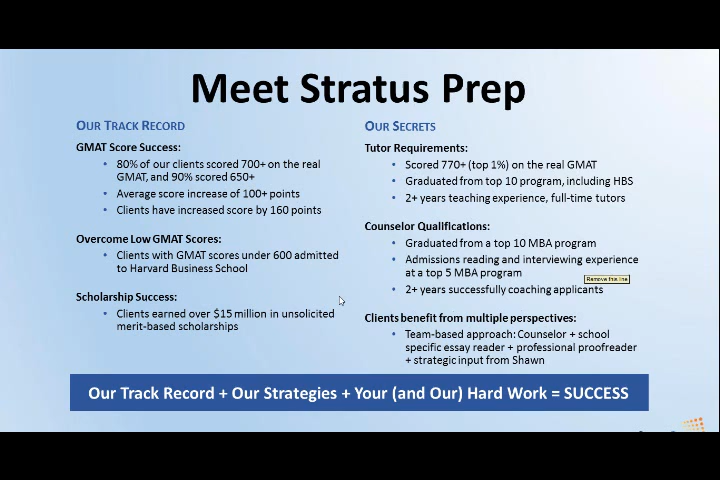 Meet Stratus Prep
OUR TRACK RECORD
GMAT Score Success:
• 80% of our clients scored 700+ on the real
GMAT, and 90% scored 650+
• Average score increase of 100+ points
• Clients have increased score by 160 points
Overcome Low GMAT Scores:
• Clients with GMAT scores under 600 admitted
to Harvard Business School
Scholarship Success:
• Clients earned over $15 million in unsolicited
merit-based scholarships
OUR SECRETS
Tutor Requirements:
• Scored 770+ (top 1%) on the real GMAT
• Graduated from top 10 program, including HBS
• 2+ years teaching experience, full-time tutors
Counselor Qualifications:
• Graduated from a top 10 MBA program
• Admissions reading and interviewing experience
at a top 5 MBA program
Remove this line
• 2+ years successfully coaching applicants
Clients benefit from multiple perspectives:
• Team-based approach: Counselor + school
specific essay reader + professional proofreader
+ strategic input from Shawn
Our Track Record + Our Strategies + Your (and Our) Hard Work = SUCCESS